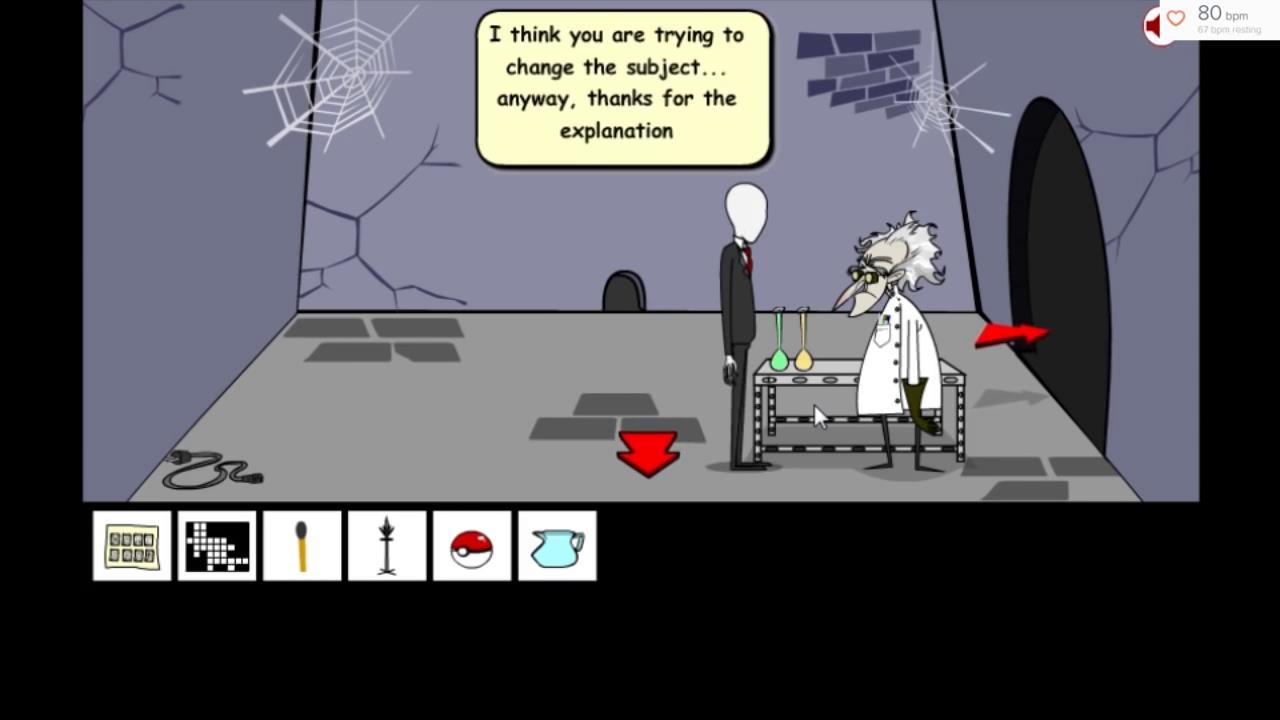 I think you are trying to
change the subject...
anyway, thanks for the
explanation
80 bpm
67 bpm resting